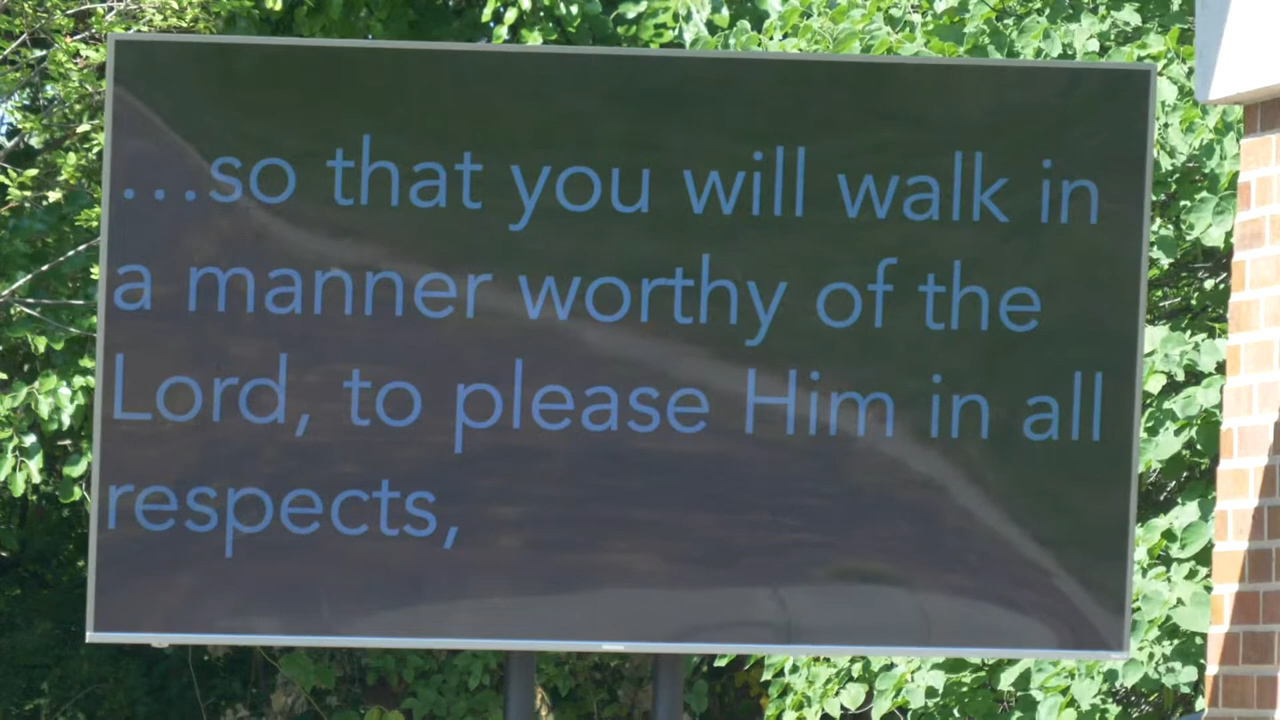 ...so that you will walk in
a manner worthy of the
Lord, to please Him in all
respects,